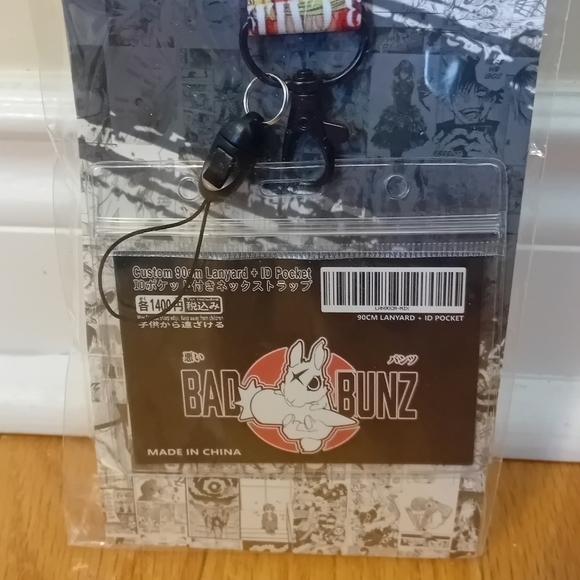 Custom 90cm Lanyard + ID Pocket
IDポケット付きネックストラップ
各1400円税込み
子供から遠ざける
90CM LANYARD + ID POCKET
悪い
バンツ
BAD BUNZ
MADE IN CHINA